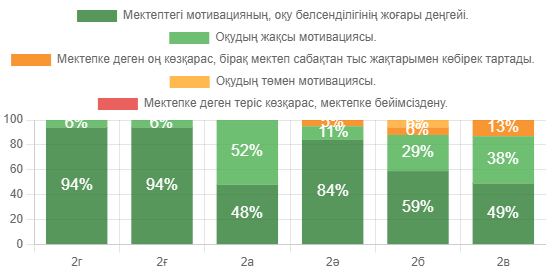 Мектептегі мотивацияның, оқу белсенділігінің жоғары деңгейі.
Оқудың жақсы мотивациясы.
Мектепке деген оң көзқарас, бірақ мектеп сабақтан тыс жақтарымен көбірек тартады.
Оқудың төмен мотивациясы.
Мектепке деген теріс көзқарас, мектепке бейімсіздену.
100 6% 6% 5% 13%
11% 6%
80
52% 29% 38%
60
94% 94% 84%
40
48% 59% 49%
20
0
2г 2ғ 2а 2ә 2б 2в